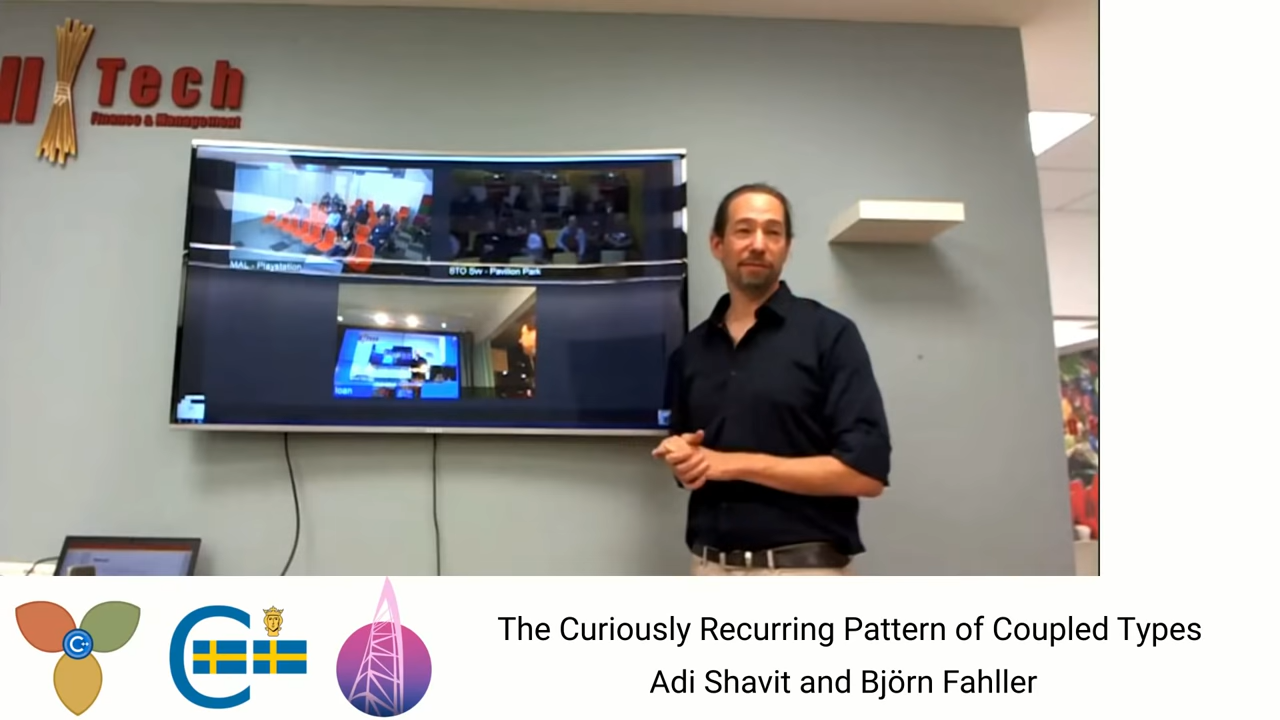 Tech
Finance & Management
MAL - Playstation
STO Sw - Pavilion Park
Ioan
C++
The Curiously Recurring Pattern of Coupled Types
Adi Shavit and Björn Fahller